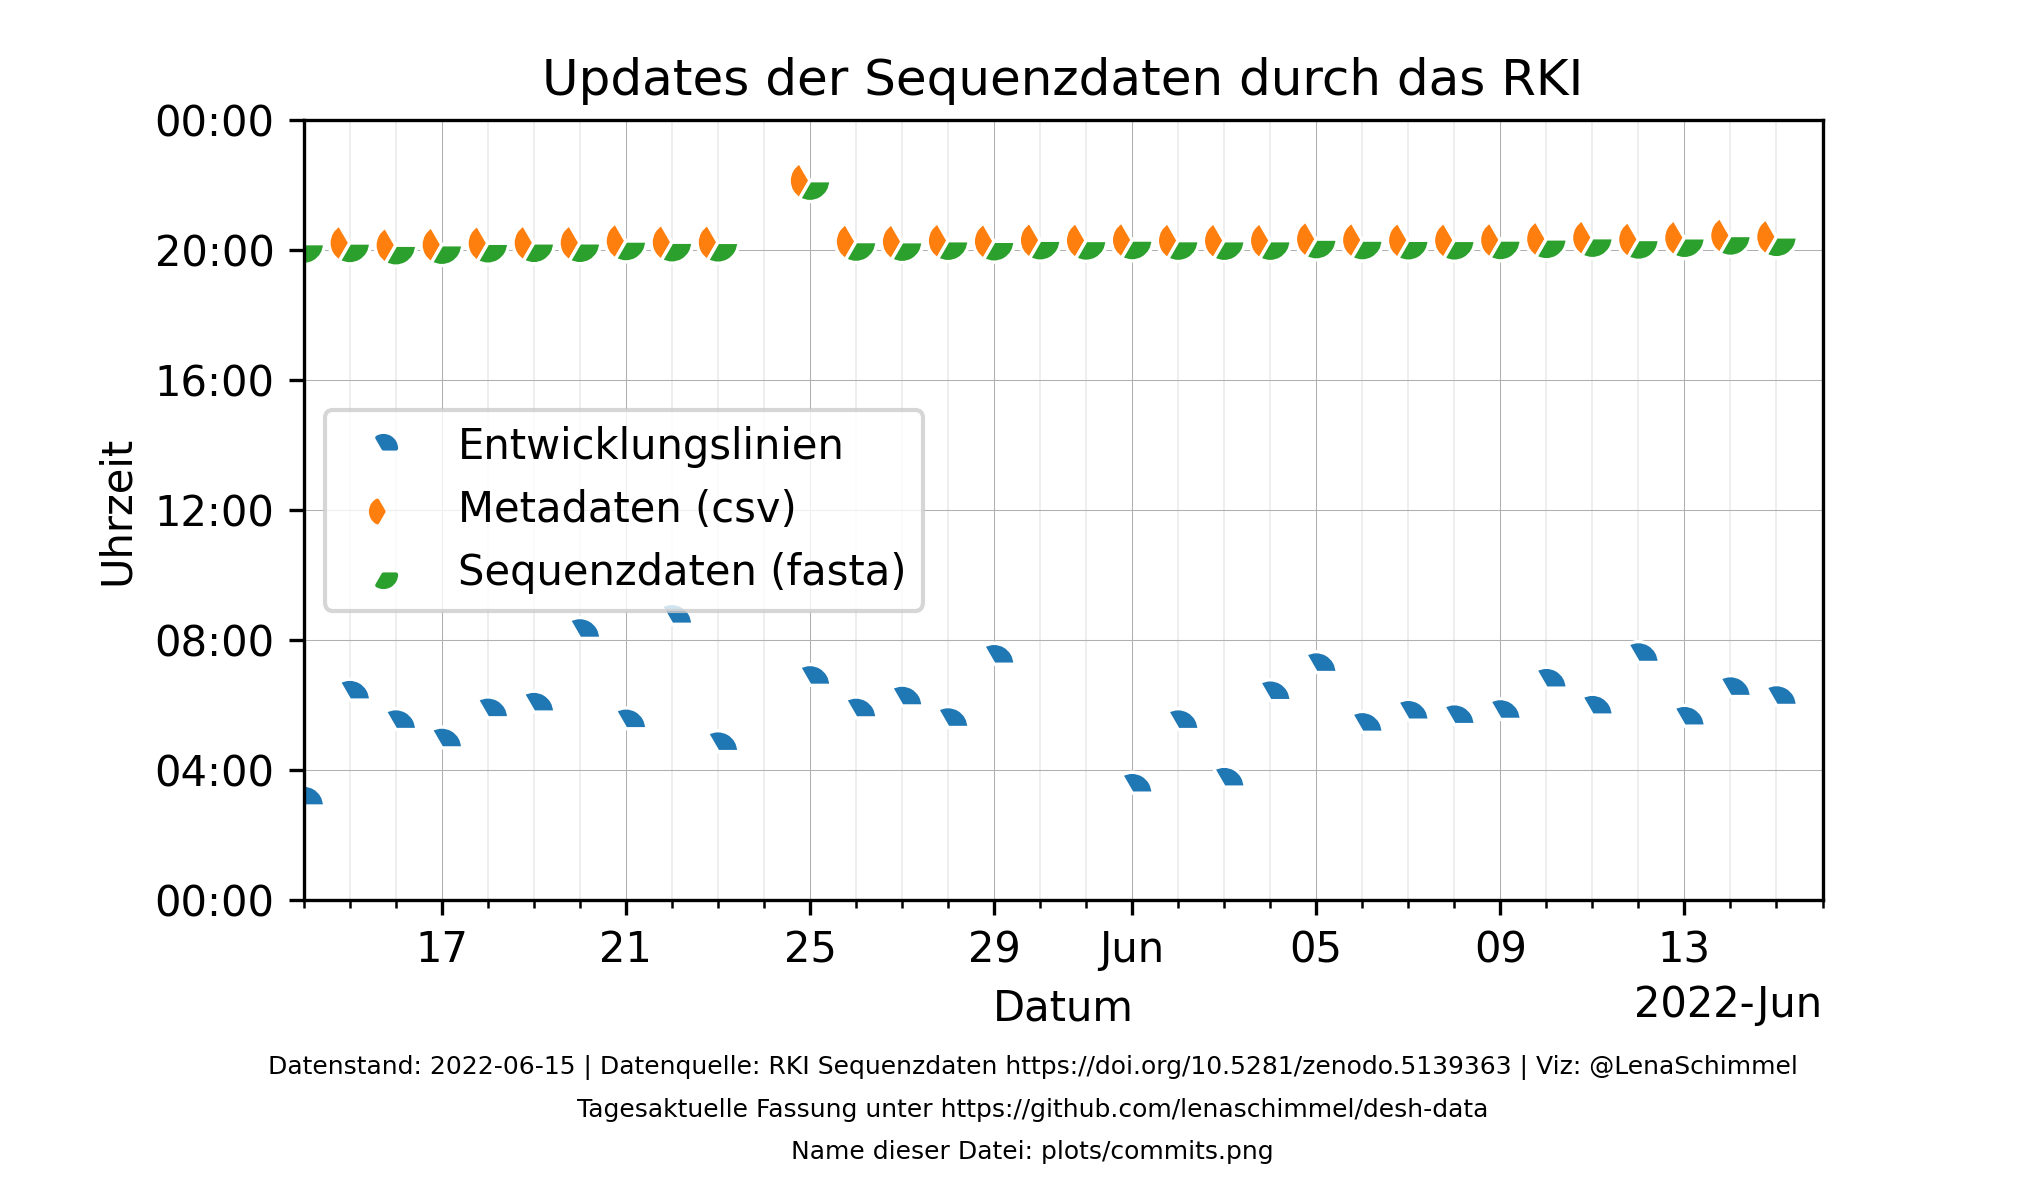 Updates der Sequenzdaten durch das RKI
00:00
20:00
16:00
12:00
08:00
04:00
00:00
Uhrzeit
Entwicklungslinien
Metadaten (csv)
Sequenzdaten (fasta)
17 21 25 29 Jun 05 09 13
Datum
2022-Jun
Datenstand: 2022-06-15 | Datenquelle: RKI Sequenzdaten https://doi.org/10.5281/zenodo.5139363 | Viz: @LenaSchimmel
Tagesaktuelle Fassung unter https://github.com/lenaschimmel/desh-data
Name dieser Datei: plots/commits.png